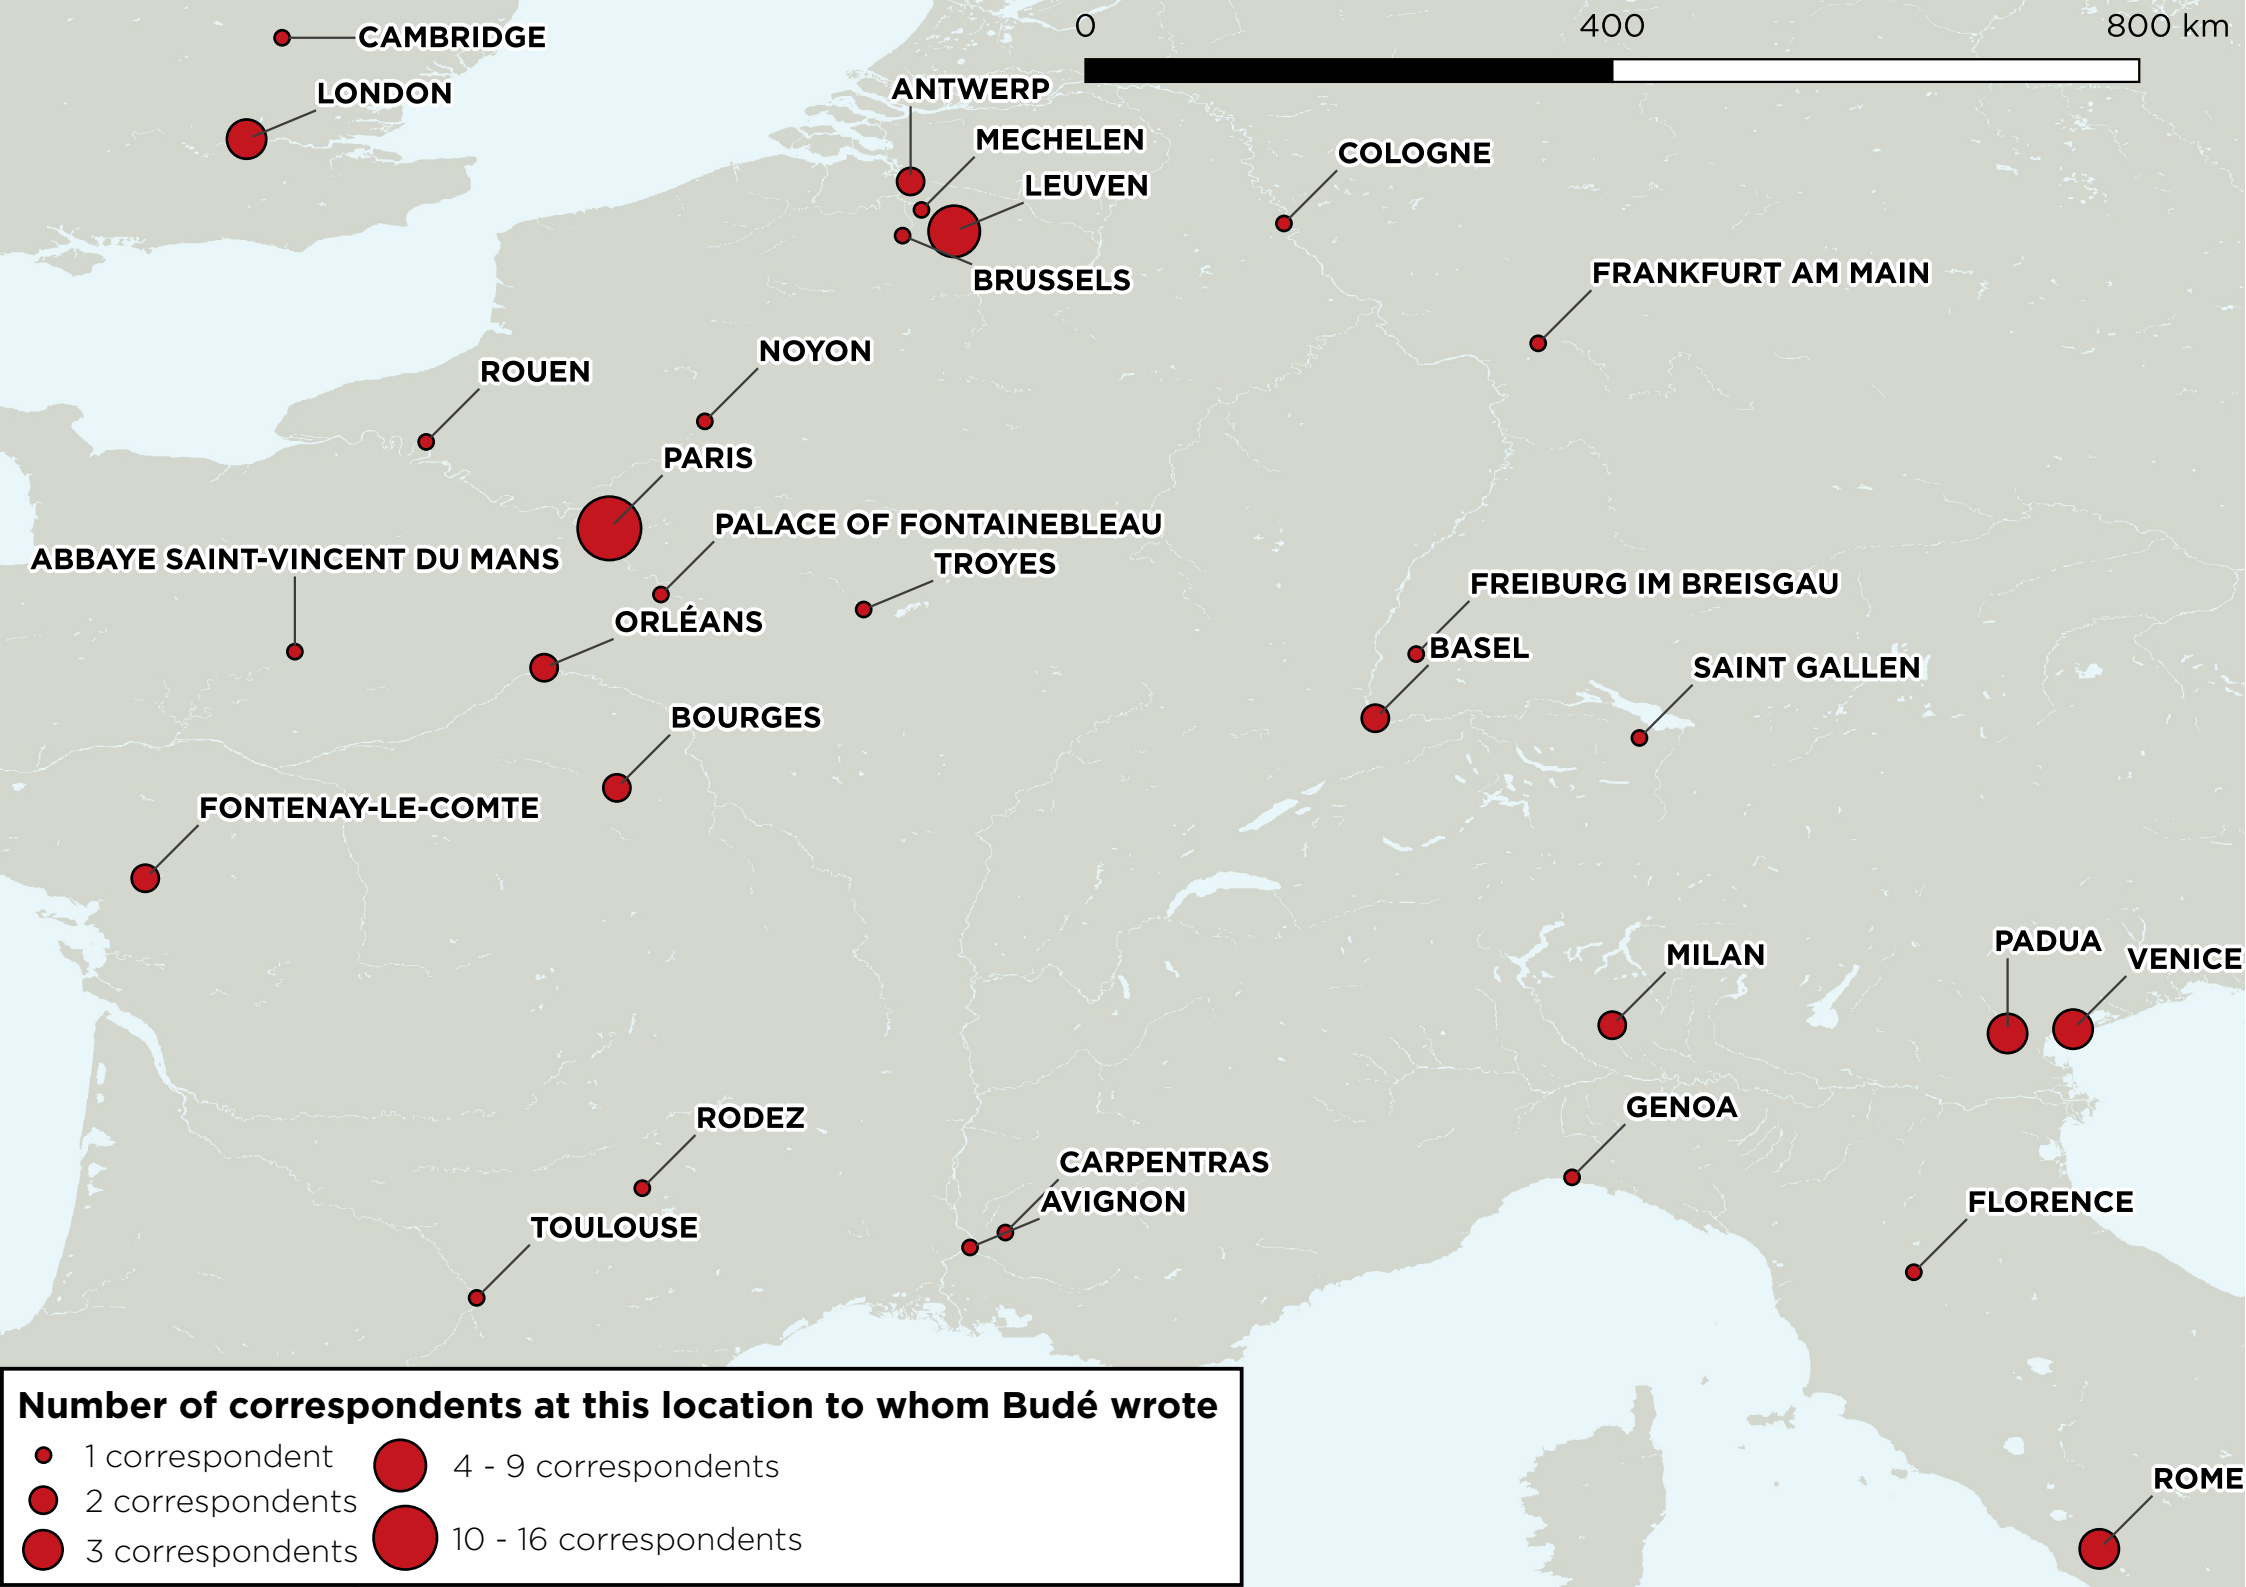 0 400 800 km
CAMBRIDGE
LONDON
ANTWERP
MECHELEN
COLOGNE
LEUVEN
BRUSSELS
FRANKFURT AM MAIN
NOYON
ROUEN
PARIS
PALACE OF FONTAINEBLEAU
ABBAYE SAINT-VINCENT DU MANS
TROYES
FREIBURG IM BREISGAU
ORLÉANS
BASEL
SAINT GALLEN
BOURGES
FONTENAY-LE-COMTE
PADUA
MILAN
VENICE
GENOA
RODEZ
CARPENTRAS
AVIGNON
FLORENCE
TOULOUSE
ROME
Number of correspondents at this location to whom Budé wrote
1 correspondent
2 correspondents
3 correspondents
4 - 9 correspondents
10 - 16 correspondents